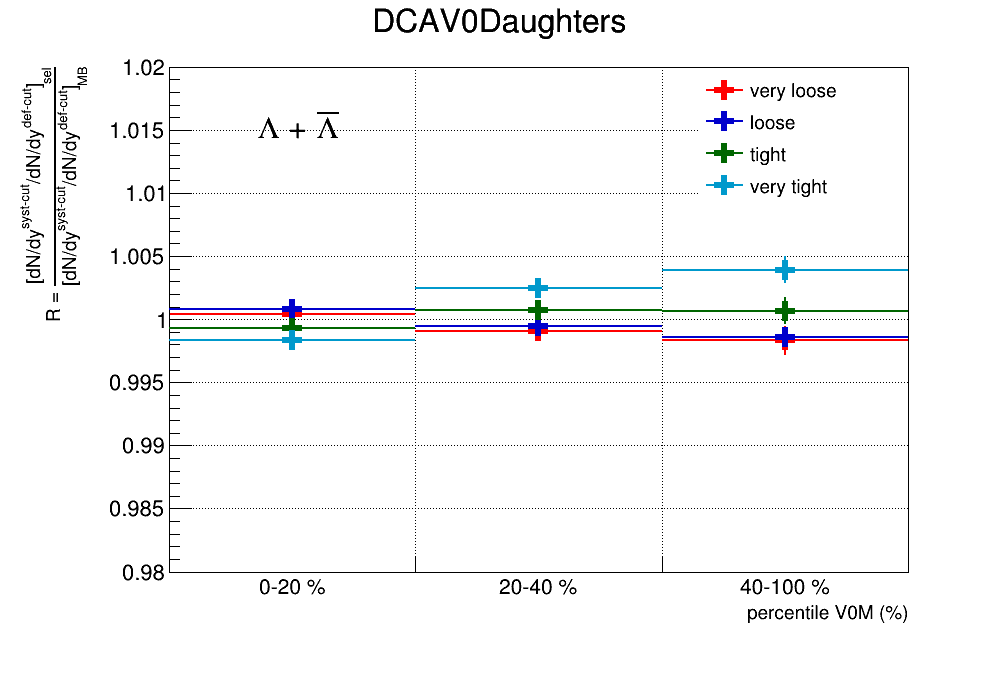 DCAV0Daughters
R = [dN/dy^syst-cut/dN/dy^def-cut]_sel
[dN/dy^syst-cut/dN/dy^def-cut]_MB
1.02
1.015
1.01
1.005
1
0.995
0.99
0.985
0.98
Λ + Λ̅
very loose
loose
tight
very tight
0-20 %
20-40 %
40-100 %
percentile V0M (%)